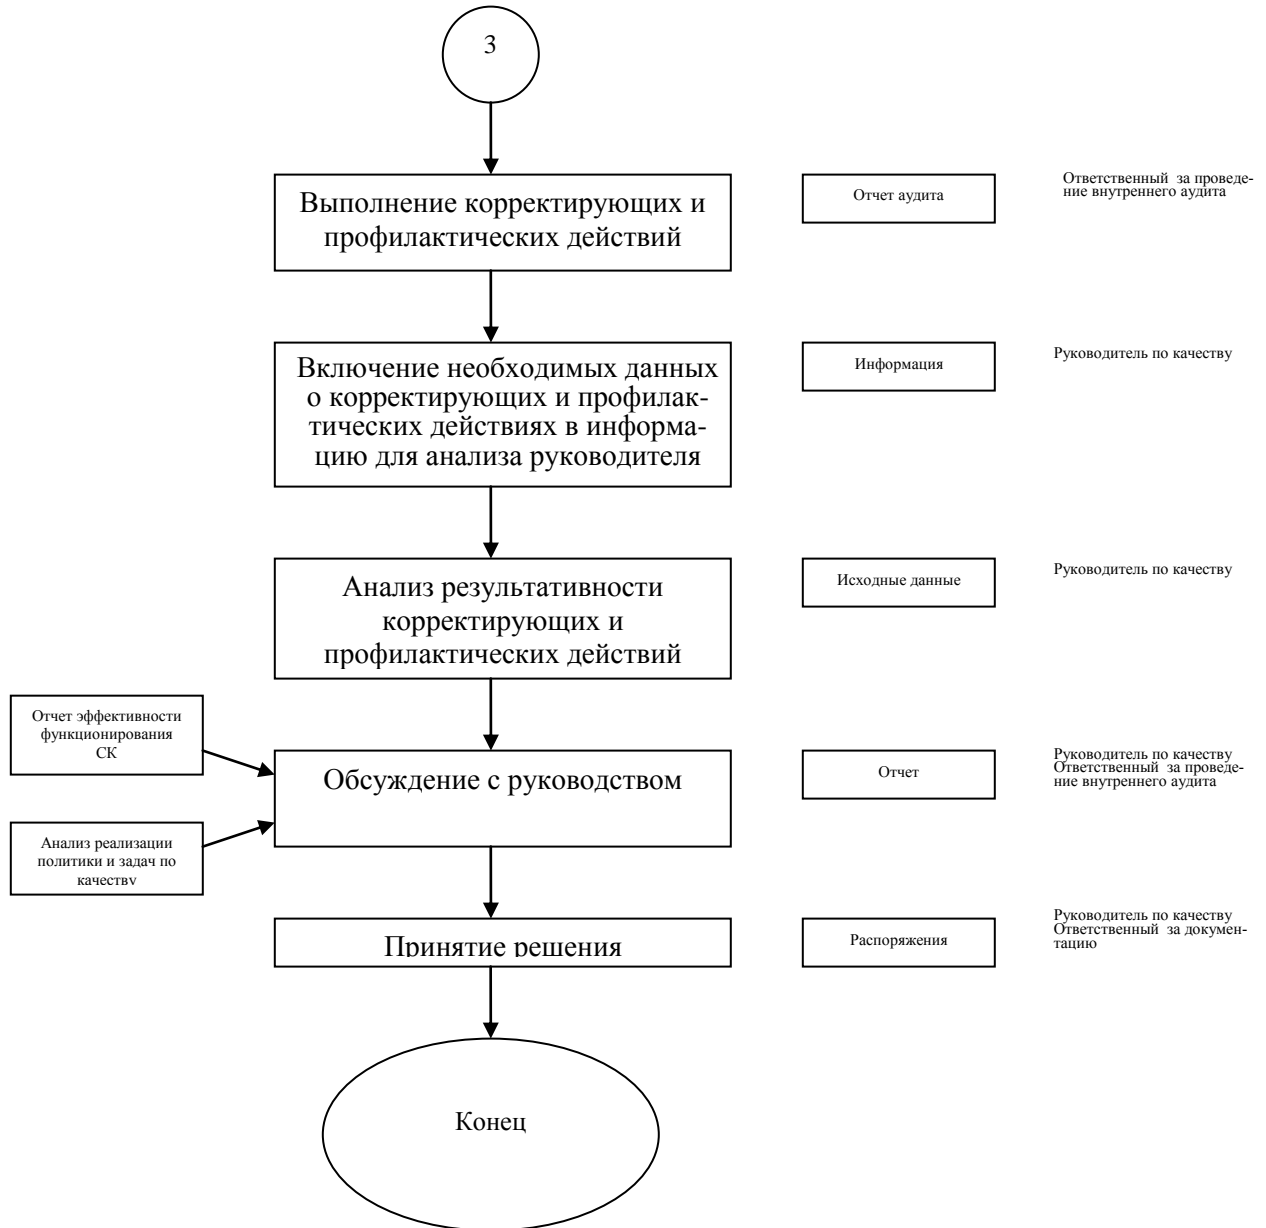 3
Выполнение корректирующих и
профилактических действий
Отчет аудита
Ответственный за проведе-
ние внутреннего аудита
Включение необходимых данных
о корректирующих и профилак-
тических действиях в информа-
цию для анализа руководителя
Информация
Руководитель по качеству
Анализ результативности
корректирующих и
профилактических действий
Исходные данные
Руководитель по качеству
Отчет эффективности
функционирования
СК
Обсуждение с руководством
Отчет
Руководитель по качеству
Ответственный за проведе-
ние внутреннего аудита
Анализ реализации
политики и задач по
качеству
Принятие решения
Распоряжения
Руководитель по качеству
Ответственный за докумен-
тацию
Конец